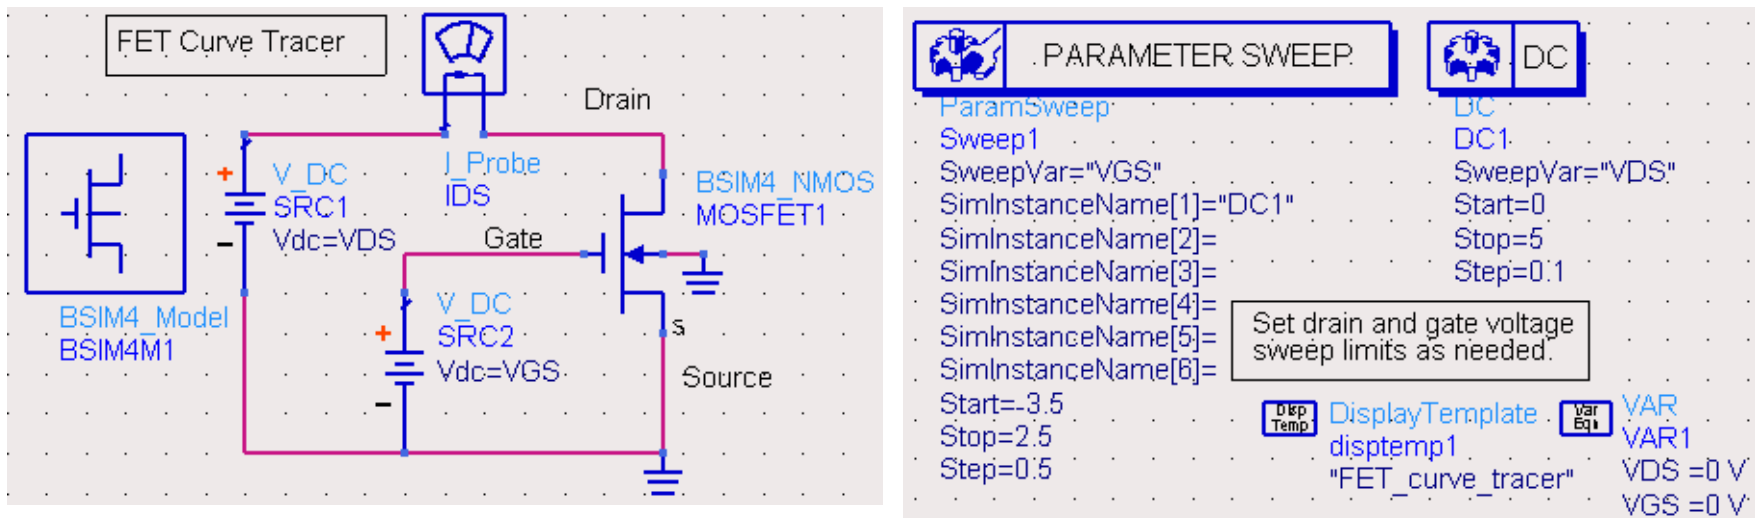 FET Curve Tracer
Drain
I_Probe
IDS
V_DC
SRC1
Vdc=VDS
BSIM4_NMOS
MOSFET1
Gate
BSIM4_Model
BSIM4M1
V_DC
SRC2
Vdc=VGS
s
Source
PARAMETER SWEEP
ParamSweep
Sweep1
SweepVar="VGS"
SimInstanceName[1]="DC1"
SimInstanceName[2]=
SimInstanceName[3]=
SimInstanceName[4]=
SimInstanceName[5]=
SimInstanceName[6]=
Start=-3.5
Stop=2.5
Step=0.5
DC
DC
DC1
SweepVar="VDS"
Start=0
Stop=5
Step=0.1
Set drain and gate voltage
sweep limits as needed.
Disp
Temp
DisplayTemplate
disptemp1
"FET_curve_tracer"
Var
Eqn
VAR
VAR1
VDS =0 V
VGS =0 V